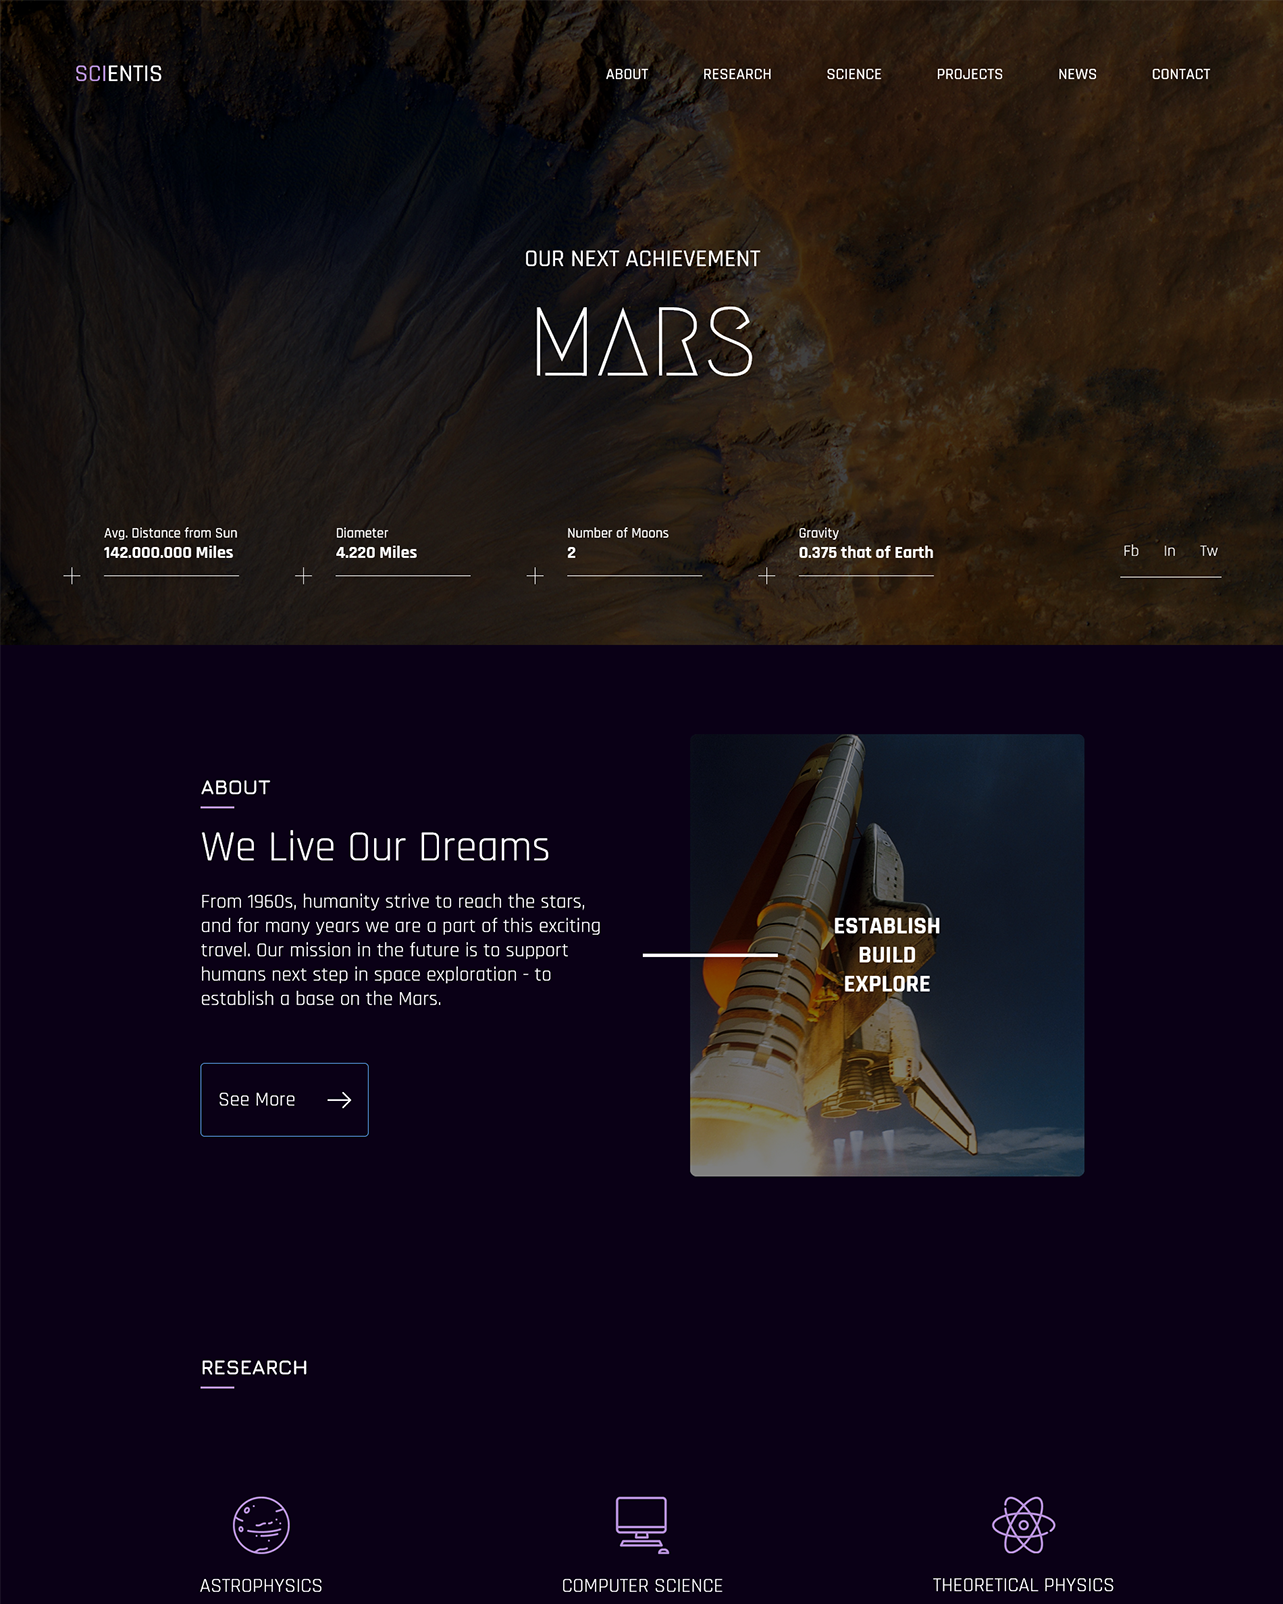 SCIENTIS
ABOUT
RESEARCH
SCIENCE
PROJECTS
NEWS
CONTACT
OUR NEXT ACHIEVEMENT
MARS
Avg. Distance from Sun
142.000.000 Miles
Diameter
4.220 Miles
Number of Moons
2
Gravity
0.375 that of Earth
Fb In Tw
ABOUT
We Live Our Dreams
From 1960s, humanity strive to reach the stars,
and for many years we are a part of this exciting
travel. Our mission in the future is to support
humans next step in space exploration - to
establish a base on the Mars.
See More
ESTABLISH
BUILD
EXPLORE
RESEARCH
ASTROPHYSICS
COMPUTER SCIENCE
THEORETICAL PHYSICS